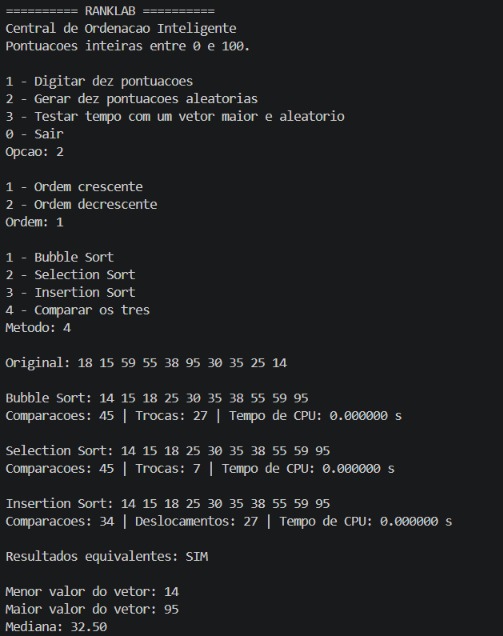 ========== RANKLAB ==========
Central de Ordenacao Inteligente
Pontuacoes inteiras entre 0 e 100.
1 - Digitar dez pontuacoes
2 - Gerar dez pontuacoes aleatorias
3 - Testar tempo com um vetor maior e aleatorio
0 - Sair
Opcao: 2
1 - Ordem crescente
2 - Ordem decrescente
Ordem: 1
1 - Bubble Sort
2 - Selection Sort
3 - Insertion Sort
4 - Comparar os tres
Metodo: 4
Original: 18 15 59 55 38 95 30 35 25 14
Bubble Sort: 14 15 18 25 30 35 38 55 59 95
Comparacoes: 45 | Trocas: 27 | Tempo de CPU: 0.000000 s
Selection Sort: 14 15 18 25 30 35 38 55 59 95
Comparacoes: 45 | Trocas: 7 | Tempo de CPU: 0.000000 s
Insertion Sort: 14 15 18 25 30 35 38 55 59 95
Comparacoes: 34 | Deslocamentos: 27 | Tempo de CPU: 0.000000 s
Resultados equivalentes: SIM
Menor valor do vetor: 14
Maior valor do vetor: 95
Mediana: 32.50